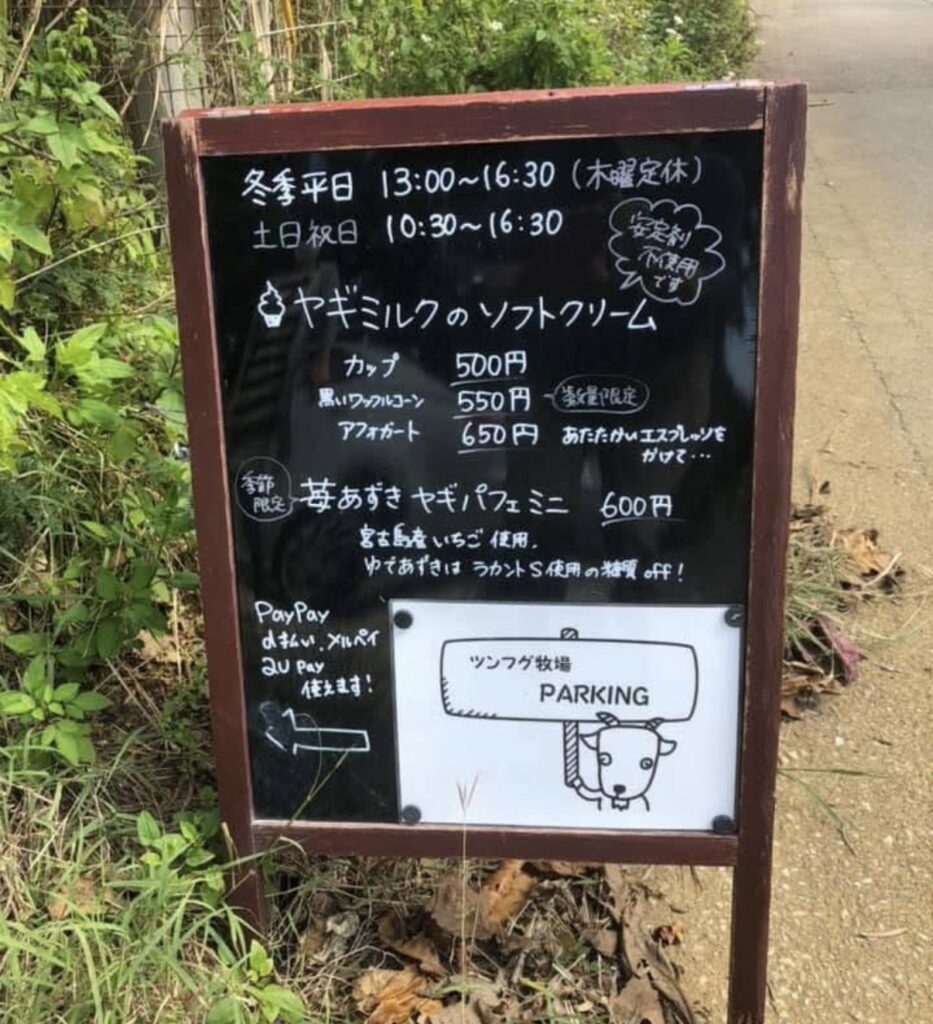 冬季平日 13:00～16:30 (木曜定休)
土日祝日 10:30～16:30
安定剤
不使用
です
ヤギミルクのソフトクリーム
カップ 500円
黒いワッフルコーン 550円 数量限定
アフォガート 650円 あたたかいエスプレッソを
かけて…
季節
限定
苺あずきヤギパフェミニ 600円
宮古島産いちご使用.
ゆであずきは ラカントS使用の糖質off!
PayPay
d払い.メルペイ
au pay
使えます!
ツンフグ牧場
PARKING